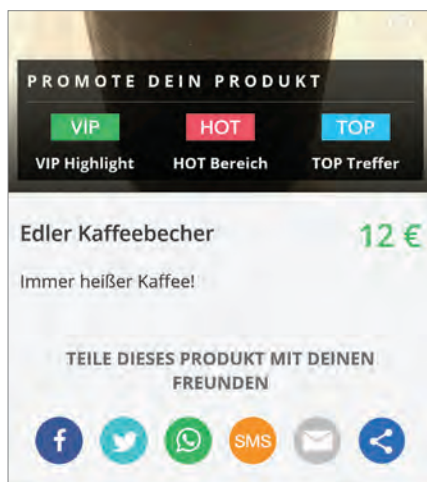 PROMOTE DEIN PRODUKT
VIP HOT TOP
VIP Highlight HOT Bereich TOP Treffer
Edler Kaffeebecher 12 €
Immer heißer Kaffee!
TEILE DIESES PRODUKT MIT DEINEN
FREUNDEN
f SMS